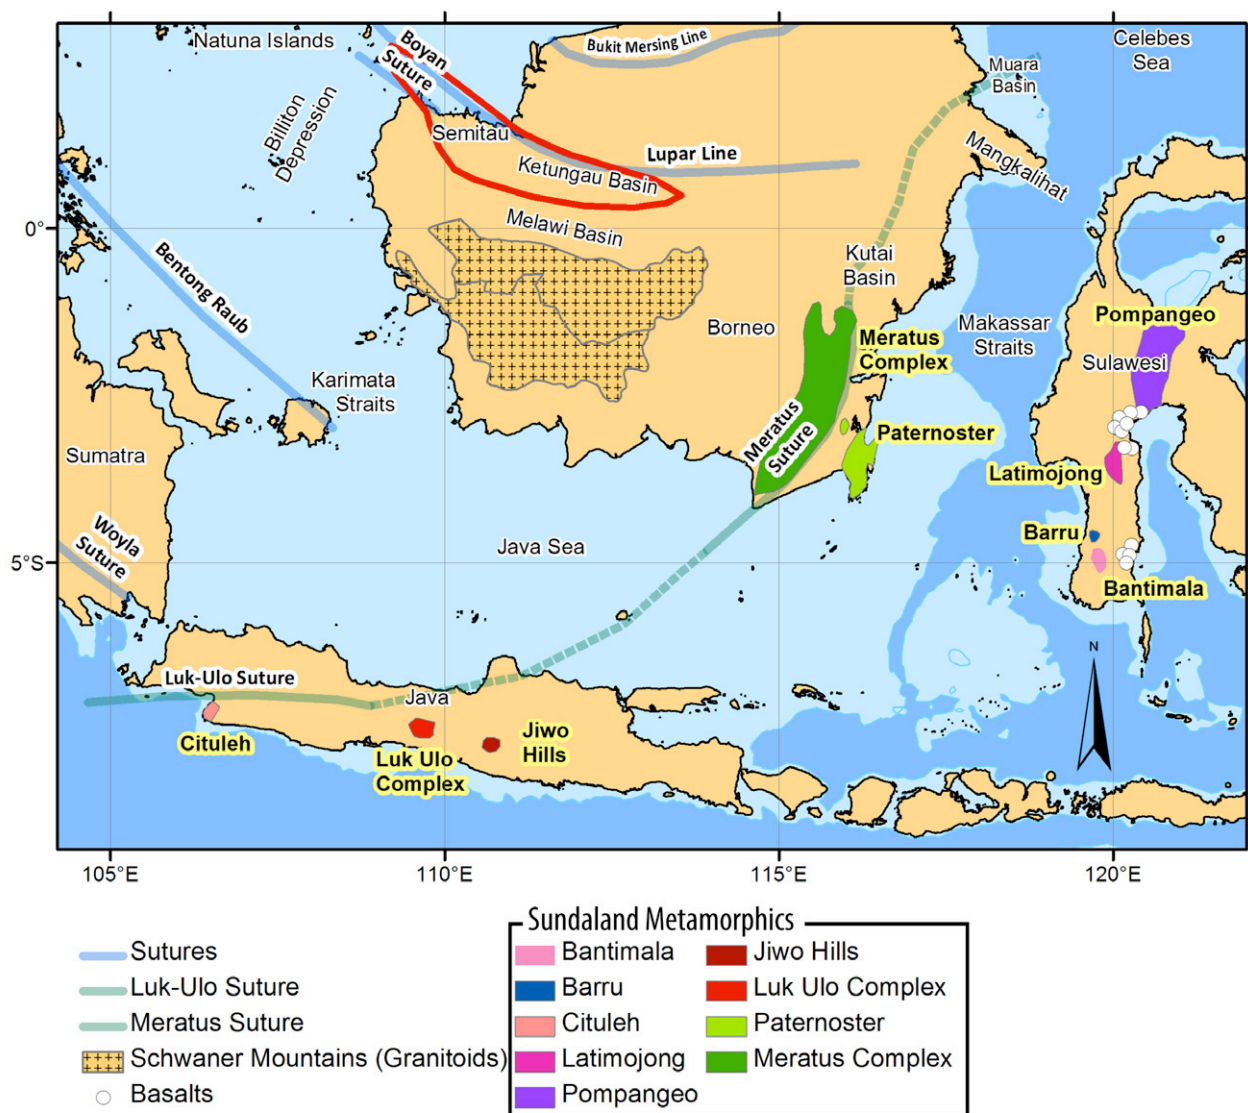 Natuna Islands
Boyan
Suture
Bukit Mersing Line
Celebes
Sea
Muara
Basin
Billiton
Depression
Semitau
Ketungau Basin
Lupar Line
Mangkalihat
0°
Melawi Basin
Bentong Raub
Kutai
Basin
Borneo
Makassar
Straits
Pompangeo
Meratus
Complex
Sulawesi
Karimata
Straits
Meratus
Suture
Paternoster
Sumatra
Latimojong
Woyla
Suture
Java Sea
Barru
5°S
Bantimala
N
Luk-Ulo Suture
Java
Cituleh
Luk Ulo
Complex
Jiwo
Hills
105°E
110°E
115°E
120°E
Sutures
Luk-Ulo Suture
Meratus Suture
Schwaner Mountains (Granitoids)
Basalts
Sundaland Metamorphics
Bantimala
Barru
Cituleh
Latimojong
Pompangeo
Jiwo Hills
Luk Ulo Complex
Paternoster
Meratus Complex